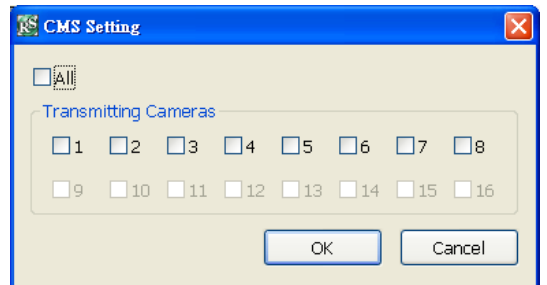 RS CMS Setting
All
Transmitting Cameras
1 2 3 4 5 6 7 8
9 10 11 12 13 14 15 16
OK Cancel